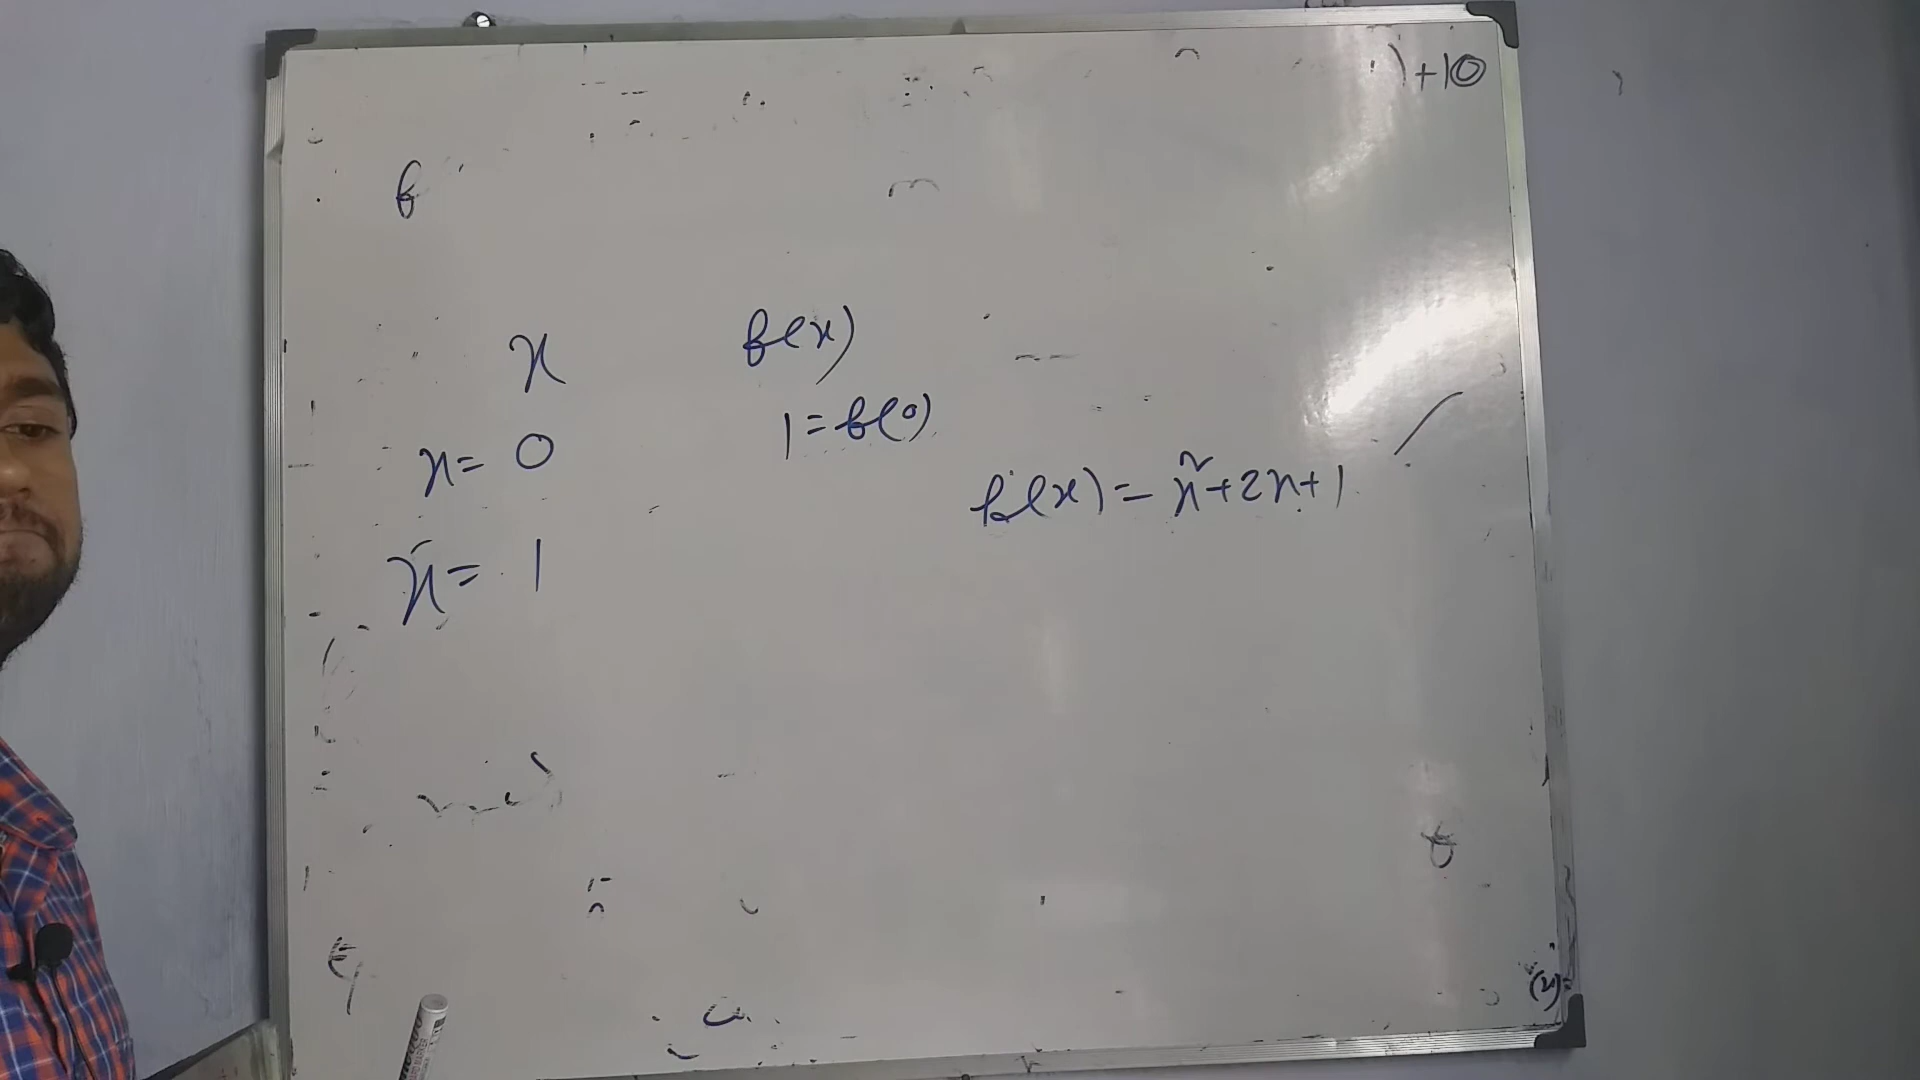 )+10
f
x f(x)
x= 0 1=f(0)
f(x)=x²+2x+1
x= 1